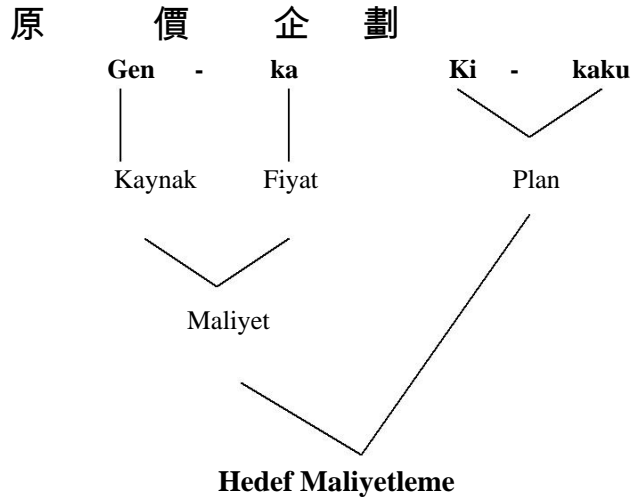 原 價 企 劃
Gen - ka Ki - kaku
Kaynak Fiyat Plan
Maliyet
Hedef Maliyetleme